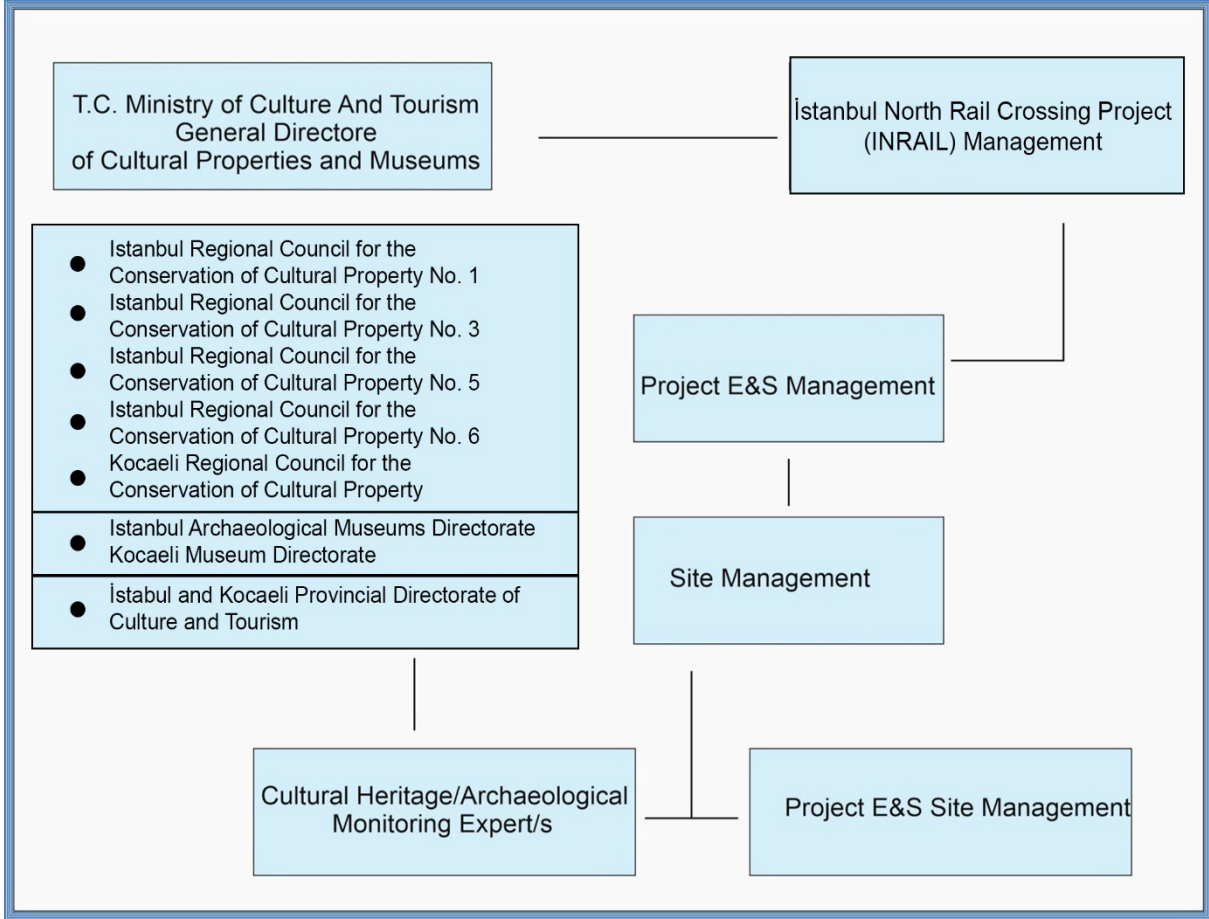 T.C. Ministry of Culture And Tourism
General Directore
of Cultural Properties and Museums
İstanbul North Rail Crossing Project
(INRAIL) Management
Istanbul Regional Council for the
Conservation of Cultural Property No. 1
Istanbul Regional Council for the
Conservation of Cultural Property No. 3
Istanbul Regional Council for the
Conservation of Cultural Property No. 5
Istanbul Regional Council for the
Conservation of Cultural Property No. 6
Kocaeli Regional Council for the
Conservation of Cultural Property
Istanbul Archaeological Museums Directorate
Kocaeli Museum Directorate
İstabul and Kocaeli Provincial Directorate of
Culture and Tourism
Project E&S Management
Site Management
Cultural Heritage/Archaeological
Monitoring Expert/s
Project E&S Site Management